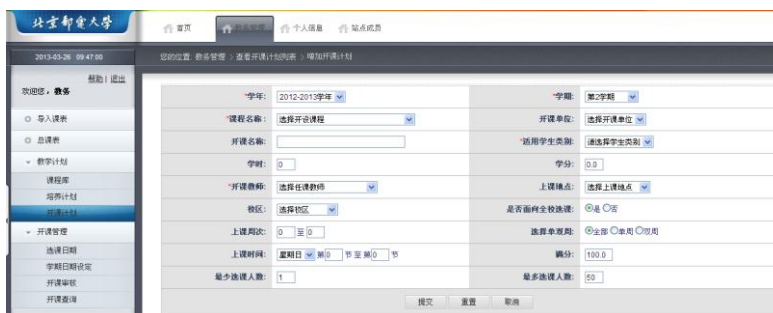 北京邮电大学
首页
教务管理
个人信息
站点成员
2013-03-26 09:47:00
您的位置: 教务管理 > 查看开课计划列表 > 增加开课计划
帮助 | 退出
欢迎您，教务
导入课表
总课表
教学计划
课程库
培养计划
开课计划
开课管理
选课日期
学期日期设定
开课审核
开课查询
*学年: 2012-2013学年 *学期: 第2学期
*课程名称: 选择开设课程 开课单位: 选择开课单位
开课名称: *适用学生类别: 请选择学生类别
学时: 0 学分: 0.0
*开课教师: 选择任课教师 上课地点: 选择上课地点
校区: 选择校区 是否面向全校选课: 是 否
上课周次: 0 至 0 选择单双周: 全部 单周 双周
上课时间: 星期日 第 0 节 至 第 0 节 满分: 100.0
最少选课人数: 1 最多选课人数: 50
提交 重置 取消